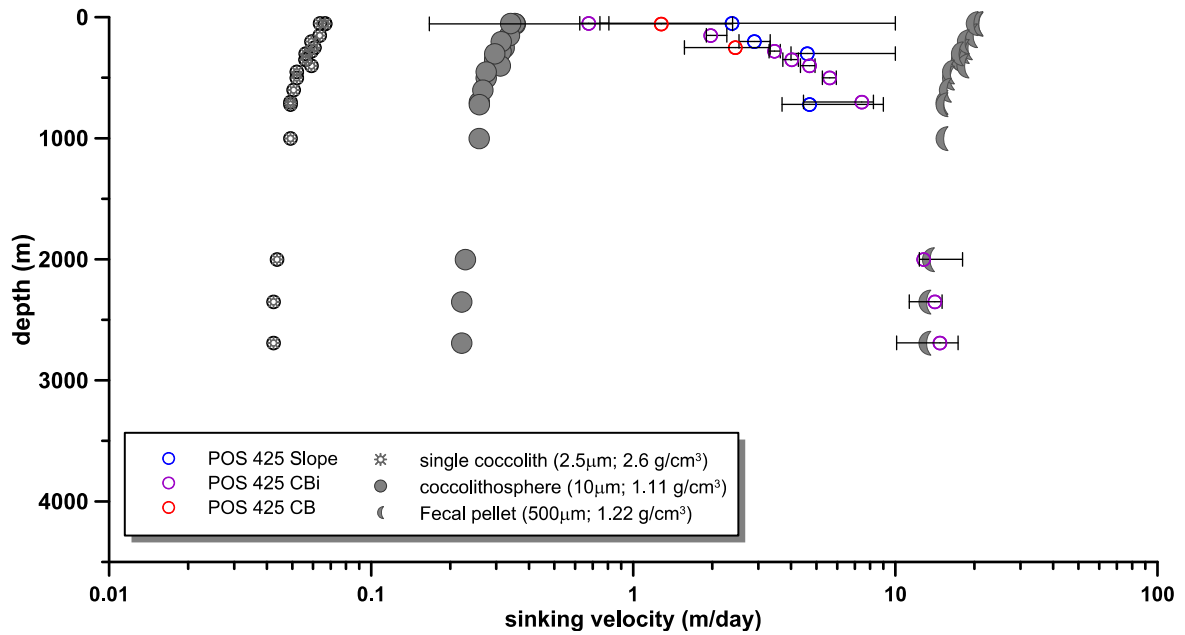 0
1000
2000
3000
4000
depth (m)
POS 425 Slope
POS 425 CBi
POS 425 CB
single coccolith (2.5μm; 2.6 g/cm³)
coccolithosphere (10μm; 1.11 g/cm³)
Fecal pellet (500μm; 1.22 g/cm³)
0.01 0.1 1 10 100
sinking velocity (m/day)